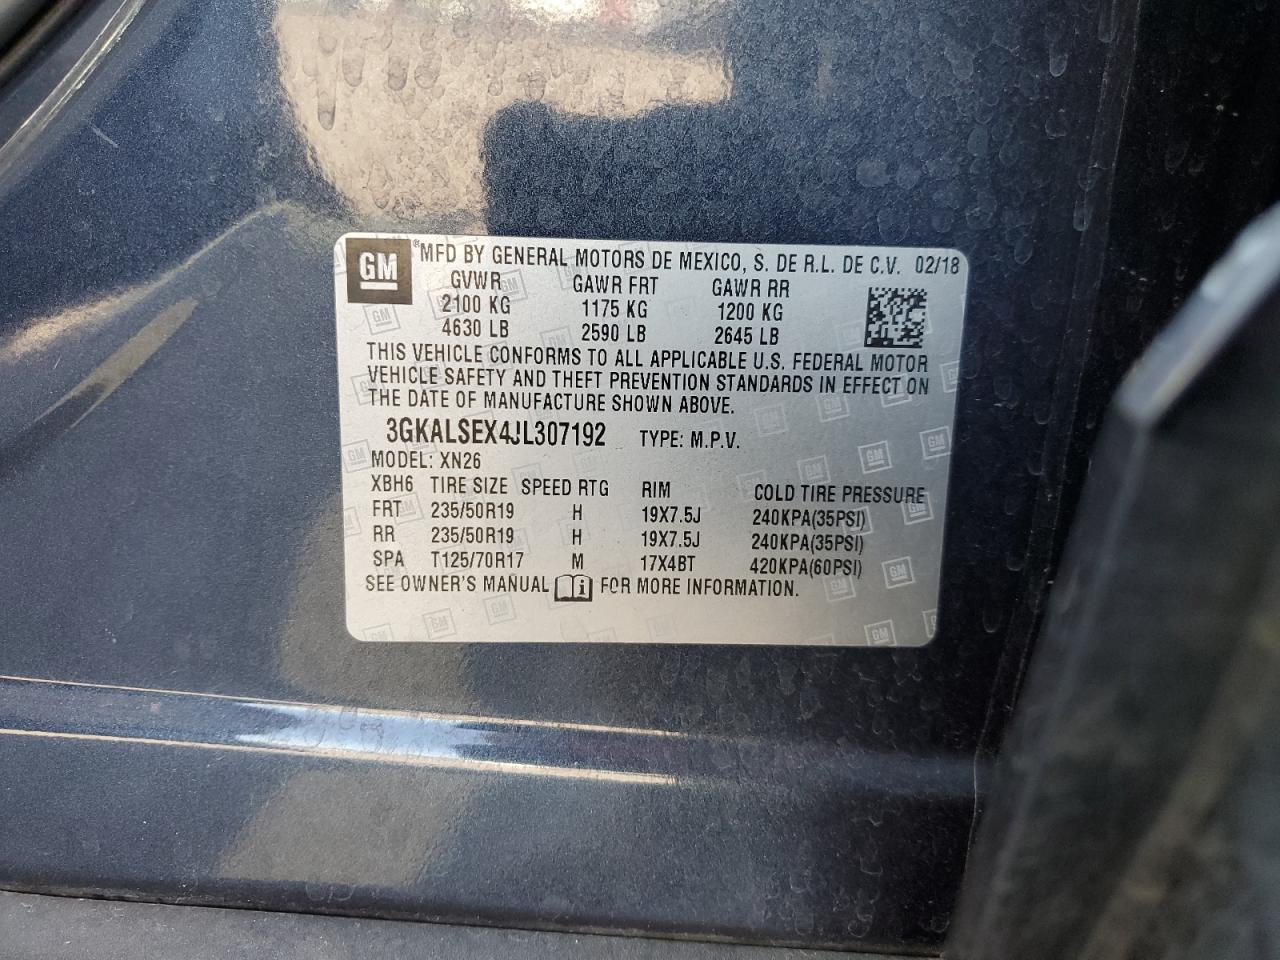 GM ® MFD BY GENERAL MOTORS DE MEXICO, S. DE R.L. DE C.V. 02/18
GVWR GAWR FRT GAWR RR
2100 KG 1175 KG 1200 KG
4630 LB 2590 LB 2645 LB
THIS VEHICLE CONFORMS TO ALL APPLICABLE U.S. FEDERAL MOTOR
VEHICLE SAFETY AND THEFT PREVENTION STANDARDS IN EFFECT ON
THE DATE OF MANUFACTURE SHOWN ABOVE.
3GKALSEX4JL307192 TYPE: M.P.V.
MODEL: XN26
XBH6 TIRE SIZE SPEED RTG RIM COLD TIRE PRESSURE
FRT 235/50R19 H 19X7.5J 240KPA(35PSI)
RR 235/50R19 H 19X7.5J 240KPA(35PSI)
SPA T125/70R17 M 17X4BT 420KPA(60PSI)
SEE OWNER'S MANUAL i FOR MORE INFORMATION.